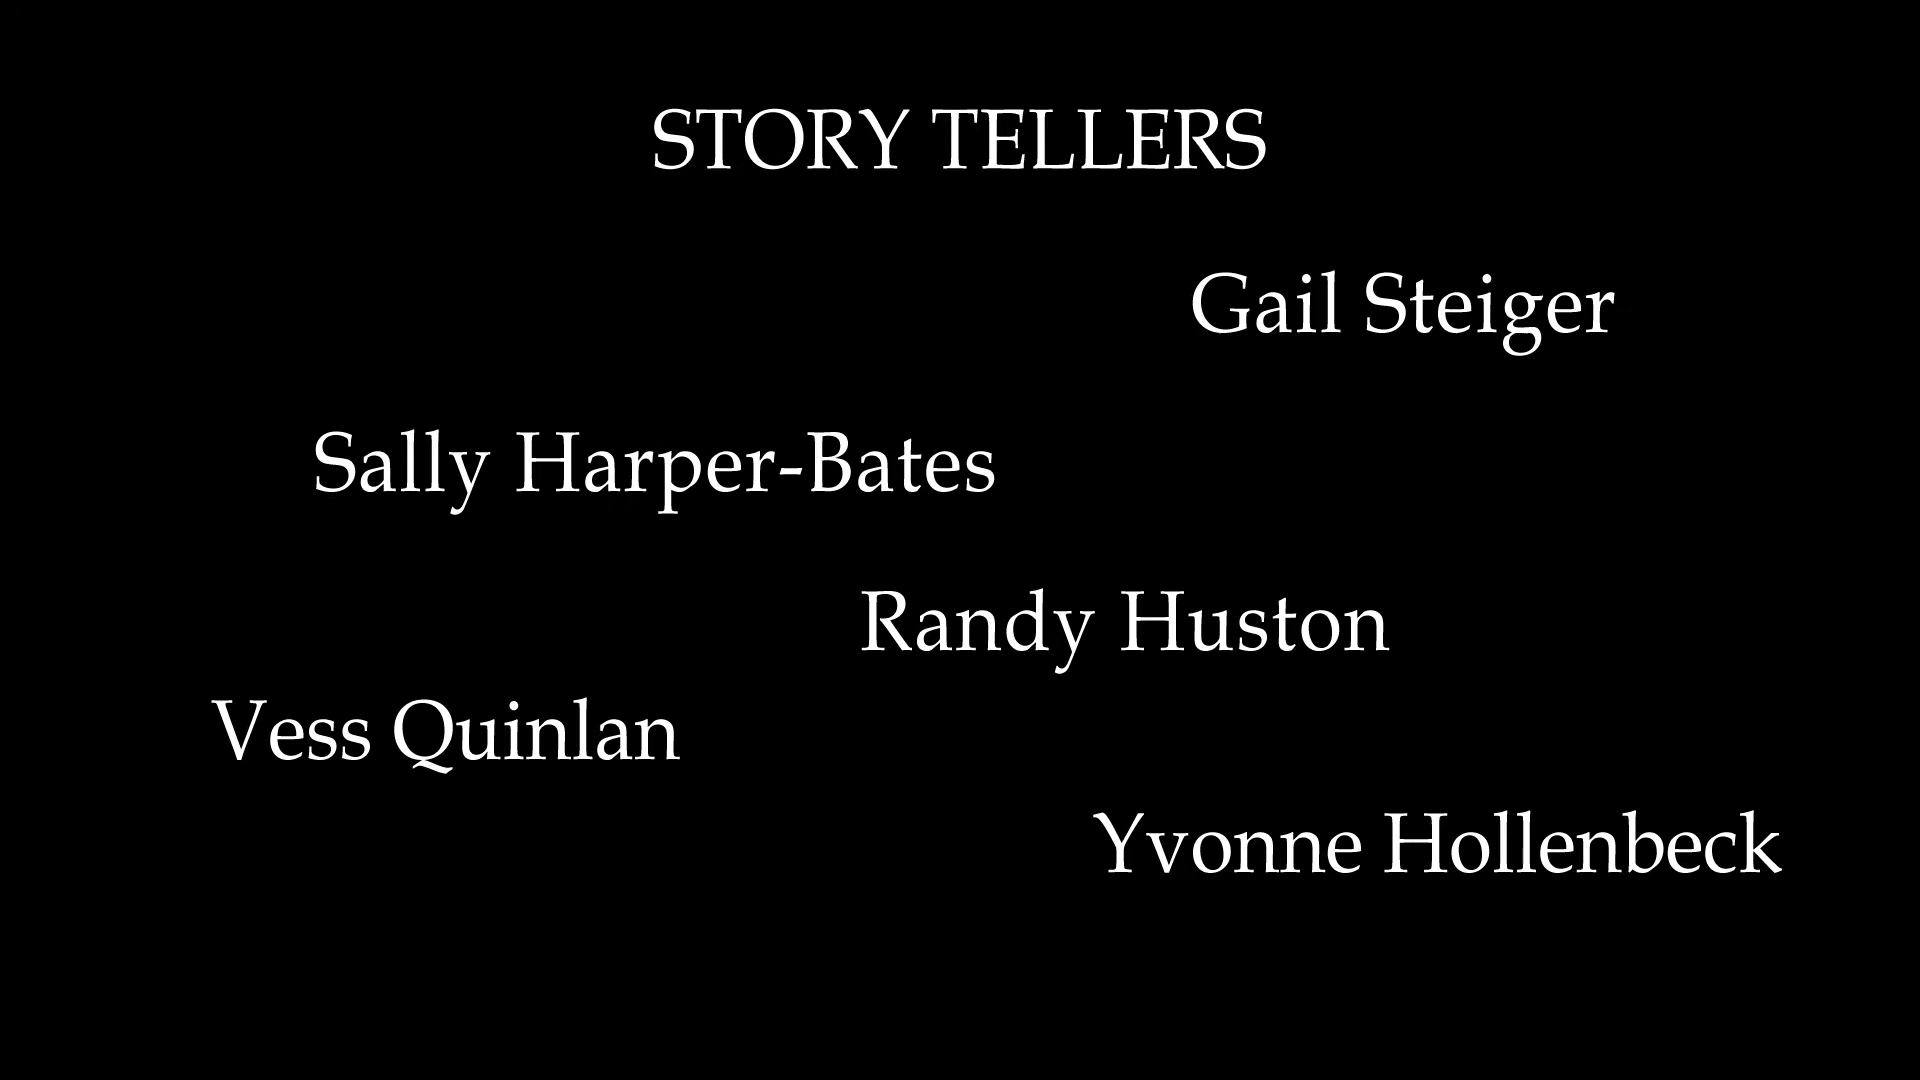 STORY TELLERS
Gail Steiger
Sally Harper-Bates
Randy Huston
Vess Quinlan
Yvonne Hollenbeck